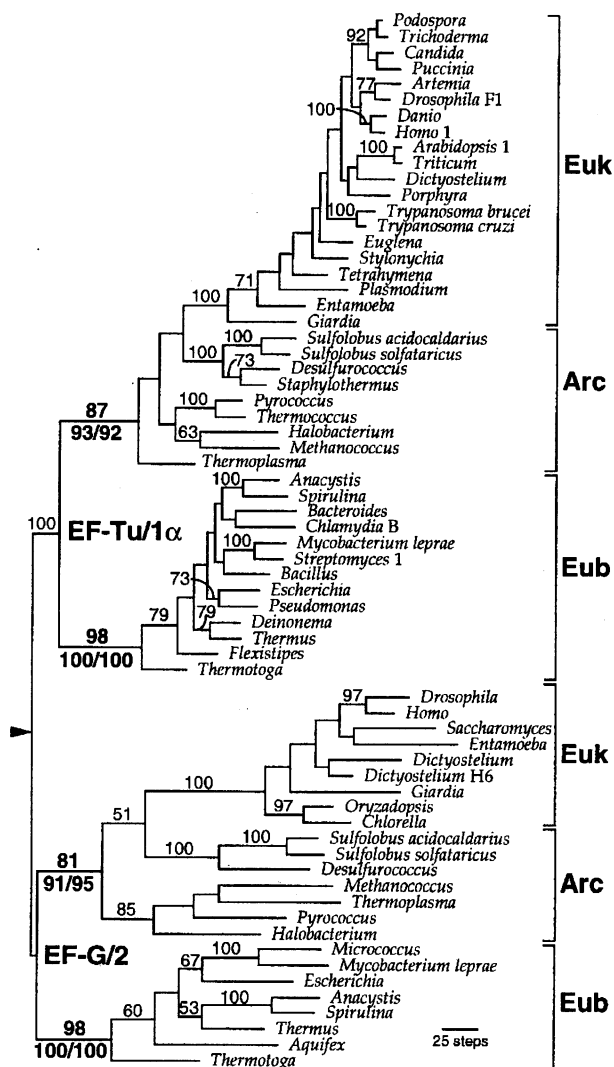 Podospora
92
Trichoderma
Candida
Puccinia
77
Artemia
Drosophila F1
100
Danio
Homo 1
100
Arabidopsis 1
Triticum
Euk
Dictyostelium
Porphyra
100
Trypanosoma brucei
Trypanosoma cruzi
Euglena
Stylonychia
71
Tetrahymena
Plasmodium
100
Entamoeba
Giardia
100
Sulfolobus acidocaldarius
100
73
Sulfolobus solfataricus
Desulfurococcus
Staphylothermus
Arc
87
93/92
100
Pyrococcus
Thermococcus
63
Halobacterium
Methanococcus
Thermoplasma
100
Anacystis
Spirulina
100
EF-Tu/1α
Bacteroides
Chlamydia B
100
Mycobacterium leprae
Streptomyces 1
Bacillus
Eub
73
Escherichia
Pseudomonas
79
79
Deinonema
Thermus
98
100/100
Flexistipes
Thermotoga
97
Drosophila
Homo
Saccharomyces
Entamoeba
Euk
Dictyostelium
Dictyostelium H6
100
Giardia
97
Oryzadopsis
Chlorella
51
100
100
Sulfolobus acidocaldarius
Sulfolobus solfataricus
Desulfurococcus
81
91/95
Arc
Methanococcus
Thermoplasma
85
Pyrococcus
Halobacterium
EF-G/2
100
Micrococcus
67
Mycobacterium leprae
Escherichia
100
Anacystis
Eub
60
53
Spirulina
Thermus
98
100/100
Aquifex
Thermotoga
25 steps